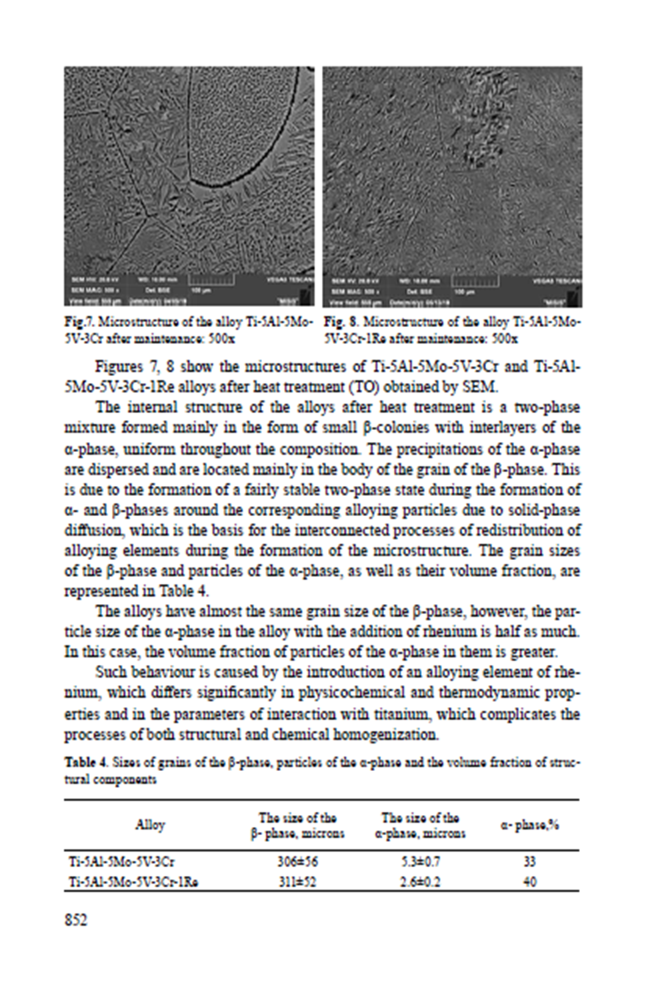 SEM HV: 20.0 kV WD: 10.00 mm VEGA3 TESCAN
SEM MAG: 500 x Det: BSE 100 µm
View field: 555 µm Date(m/d/y): "MISIS"
SEM HV: 20.0 kV WD: 10.00 mm VEGA3 TESCAN
SEM MAG: 500 x Det: BSE 100 µm
View field: 555 µm Date(m/d/y): "MISIS"
Fig.7. Microstructure of the alloy Ti-5Al-5Mo-
5V-3Cr after maintenance: 500x
Fig. 8. Microstructure of the alloy Ti-5Al-5Mo-
5V-3Cr-1Re after maintenance: 500x
Figures 7, 8 show the microstructures of Ti-5Al-5Mo-5V-3Cr and Ti-5Al-
5Mo-5V-3Cr-1Re alloys after heat treatment (TO) obtained by SEM.
The internal structure of the alloys after heat treatment is a two-phase
mixture formed mainly in the form of small β-colonies with interlayers of the
α-phase, uniform throughout the composition. The precipitations of the α-phase
are dispersed and are located mainly in the body of the grain of the β-phase. This
is due to the formation of a fairly stable two-phase state during the formation of
α- and β-phases around the corresponding alloying particles due to solid-phase
diffusion, which is the basis for the interconnected processes of redistribution of
alloying elements during the formation of the microstructure. The grain sizes
of the β-phase and particles of the α-phase, as well as their volume fraction, are
represented in Table 4.
The alloys have almost the same grain size of the β-phase, however, the par-
ticle size of the α-phase in the alloy with the addition of rhenium is half as much.
In this case, the volume fraction of particles of the α-phase in them is greater.
Such behaviour is caused by the introduction of an alloying element of rhe-
nium, which differs significantly in physicochemical and thermodynamic prop-
erties and in the parameters of interaction with titanium, which complicates the
processes of both structural and chemical homogenization.
Table 4. Sizes of grains of the β-phase, particles of the α-phase and the volume fraction of struc-
tural components
Alloy The size of the The size of the α- phase,%
β- phase, microns α-phase, microns
Ti-5Al-5Mo-5V-3Cr 306±56 5.3±0.7 33
Ti-5Al-5Mo-5V-3Cr-1Re 311±52 2.6±0.2 40
852